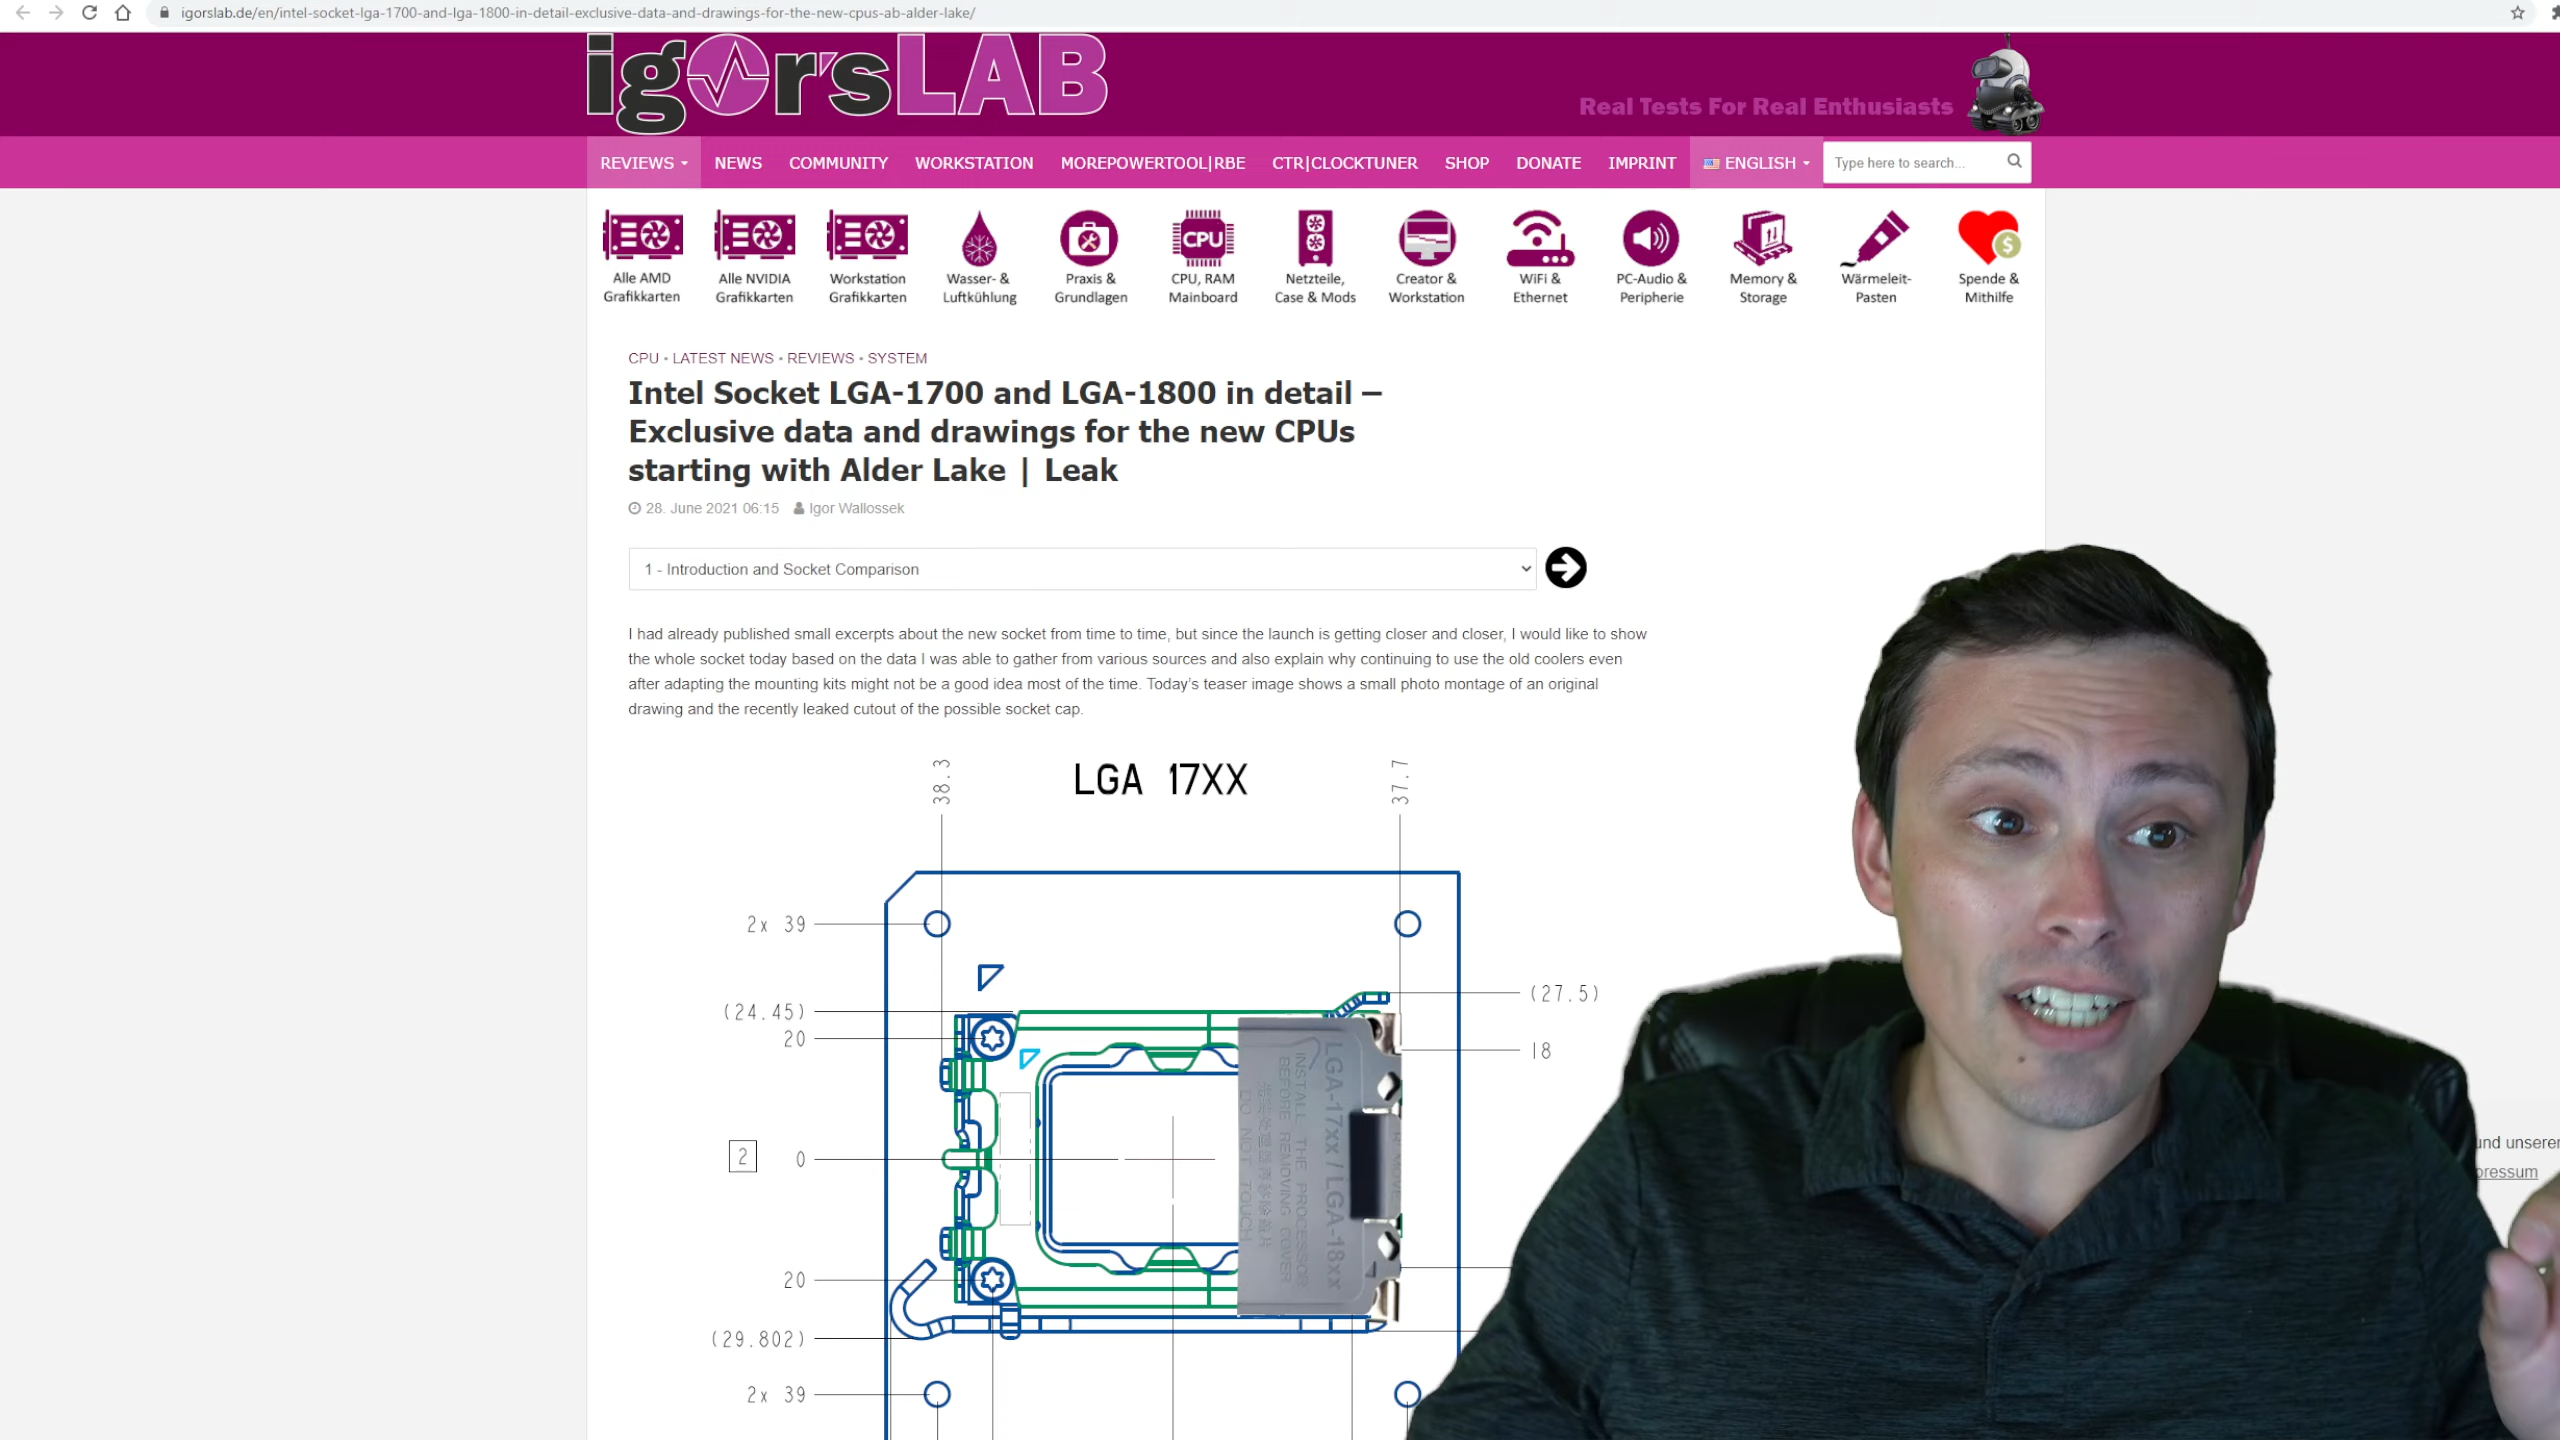 igorslab.de/en/intel-socket-lga-1700-and-lga-1800-in-detail-exclusive-data-and-drawings-for-the-new-cpus-ab-alder-lake/
igor'sLAB
Real Tests For Real Enthusiasts
REVIEWS NEWS COMMUNITY WORKSTATION MOREPOWERTOOL|RBE CTR|CLOCKTUNER SHOP DONATE IMPRINT ENGLISH Type here to search...
CPU
Alle AMD Grafikkarten
Alle NVIDIA Grafikkarten
Workstation Grafikkarten
Wasser- & Luftkühlung
Praxis & Grundlagen
CPU, RAM Mainboard
Netzteile, Case & Mods
Creator & Workstation
WiFi & Ethernet
PC-Audio & Peripherie
Memory & Storage
Wärmeleit- Pasten
$
Spende & Mithilfe
CPU • LATEST NEWS • REVIEWS • SYSTEM
Intel Socket LGA-1700 and LGA-1800 in detail –
Exclusive data and drawings for the new CPUs
starting with Alder Lake | Leak
28. June 2021 06:15 Igor Wallossek
1 - Introduction and Socket Comparison
I had already published small excerpts about the new socket from time to time, but since the launch is getting closer and closer, I would like to show
the whole socket today based on the data I was able to gather from various sources and also explain why continuing to use the old coolers even
after adapting the mounting kits might not be a good idea most of the time. Today's teaser image shows a small photo montage of an original
drawing and the recently leaked cutout of the possible socket cap.
38.3
LGA 17XX
37.7
2x 39
(24.45)
20
(27.5)
18
LGA-17xx / LGA-18xx
INSTALL THE PROCESSOR
BEFORE REMOVING COVER
DO NOT TOUCH
2
0
20
(29.802)
2x 39
und unserer
pressum